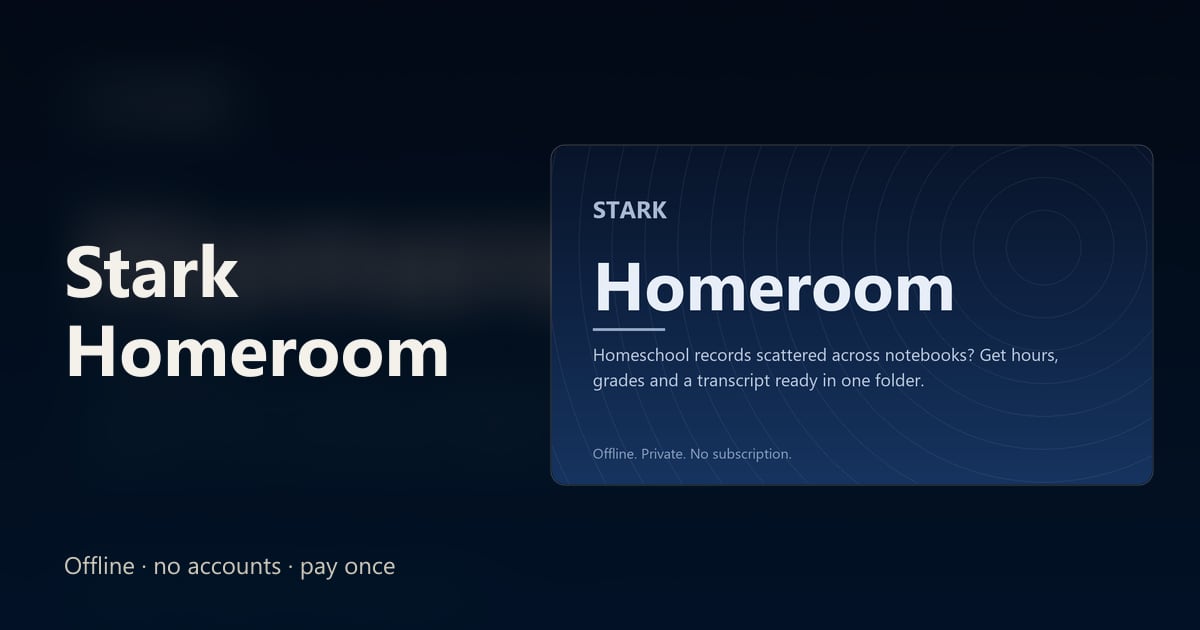 Stark
Homeroom
Offline · no accounts · pay once
STARK
Homeroom
Homeschool records scattered across notebooks? Get hours,
grades and a transcript ready in one folder.
Offline. Private. No subscription.